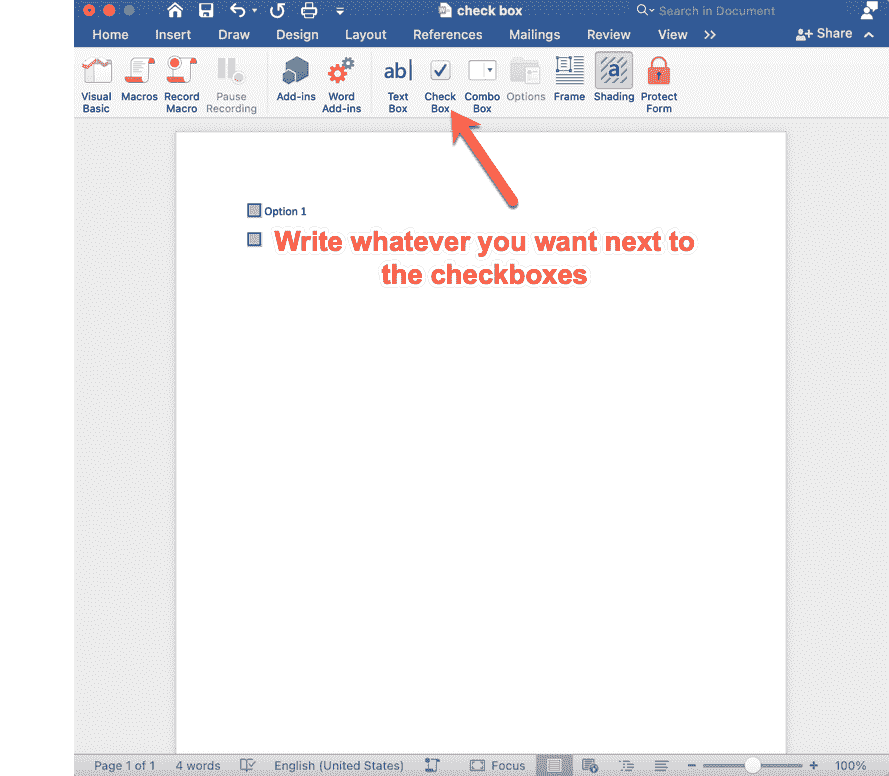 check box
Search in Document
Home Insert Draw Design Layout References Mailings Review View >> Share
Visual Basic
Macros
Record Macro
Pause Recording
Add-ins
Word Add-ins
ab|
Text Box
Check Box
Combo Box
Options
Frame
a
Shading
Protect Form
Option 1
Write whatever you want next to
the checkboxes
Page 1 of 1 4 words English (United States) Focus − + 100%